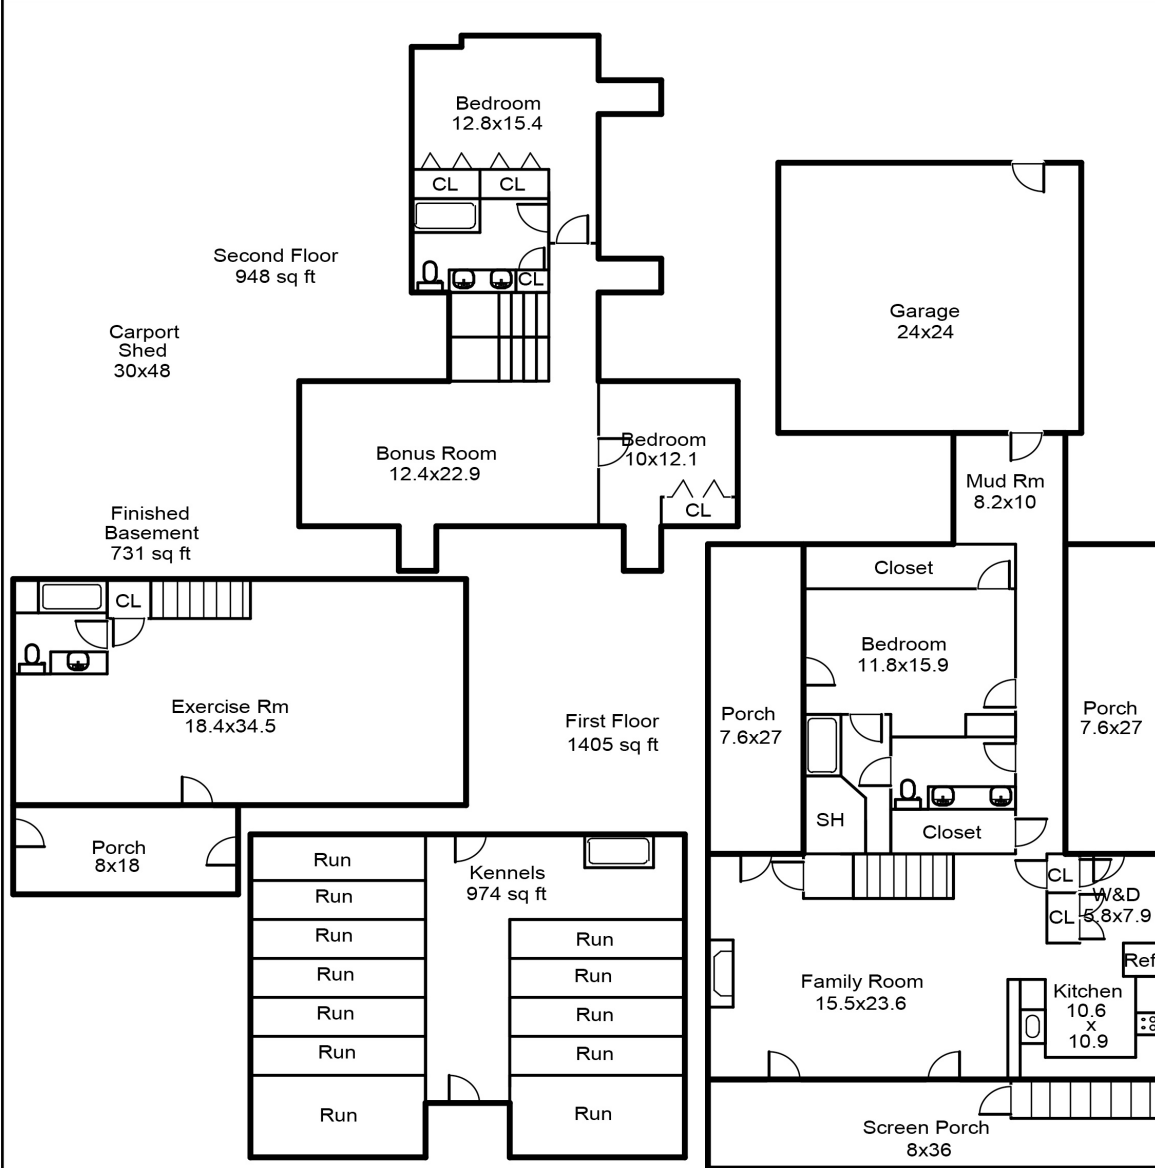 Bedroom
12.8x15.4
CL
CL
CL
Second Floor
948 sq ft
Carport
Shed
30x48
Garage
24x24
Bonus Room
12.4x22.9
Bedroom
10x12.1
CL
Mud Rm
8.2x10
Finished
Basement
731 sq ft
CL
Exercise Rm
18.4x34.5
Porch
8x18
First Floor
1405 sq ft
Closet
Bedroom
11.8x15.9
Porch
7.6x27
Porch
7.6x27
SH
Closet
CL
W&D
5.8x7.9
CL
Ref
Family Room
15.5x23.6
Kitchen
10.6
x
10.9
Screen Porch
8x36
Kennels
974 sq ft
Run
Run
Run
Run
Run
Run
Run
Run
Run
Run
Run
Run